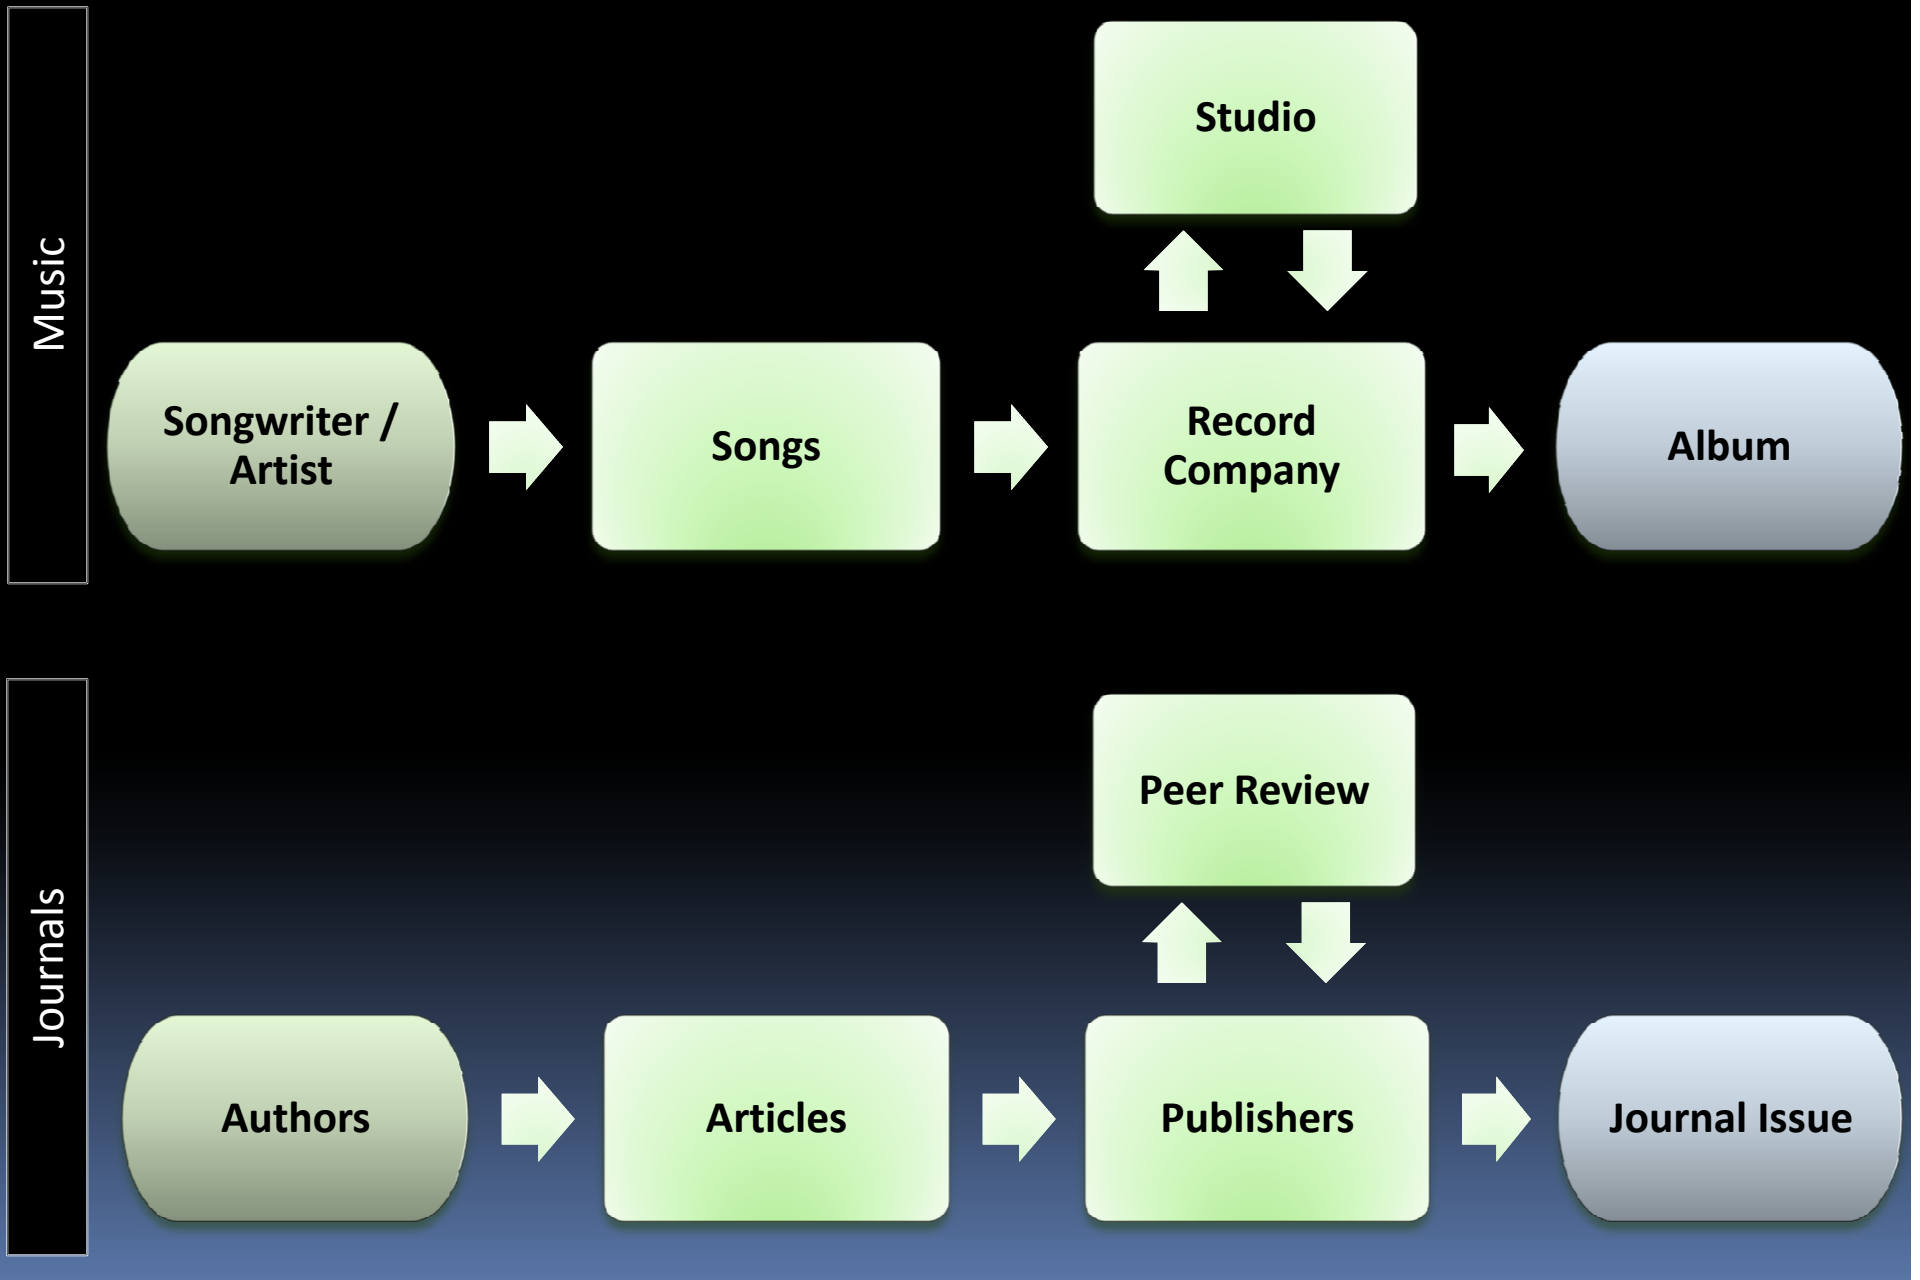 Music
Studio
Songwriter /
Artist
Songs
Record
Company
Album
Journals
Peer Review
Authors
Articles
Publishers
Journal Issue